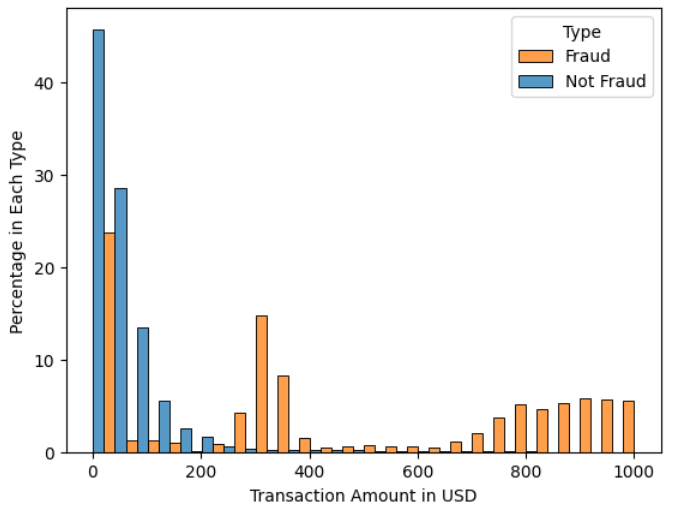 Type
Fraud
Not Fraud
40
30
20
10
0
Percentage in Each Type
0 200 400 600 800 1000
Transaction Amount in USD